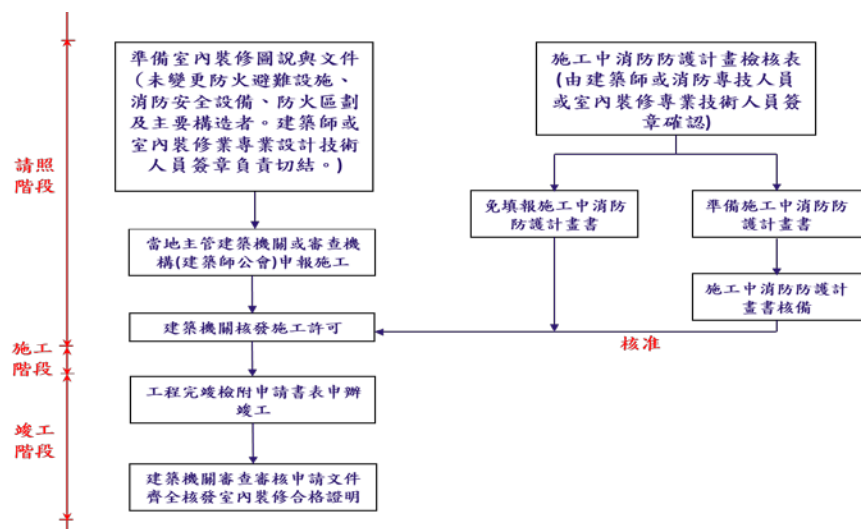 請照
階段
施工
階段
竣工
階段
準備室內裝修圖說與文件
(未變更防火避難設施、
消防安全設備、防火區劃
及主要構造者。建築師或
室內裝修業專業設計技術
人員簽章負責切結。)
當地主管建築機關或審查機
構(建築師公會)申報施工
建築機關核發施工許可
工程完竣檢附申請書表申辦
竣工
建築機關審查審核申請文件
齊全核發室內裝修合格證明
施工中消防防護計畫檢核表
(由建築師或消防專技人員
或室內裝修專業技術人員簽
章確認)
免填報施工中消防
防護計畫書
準備施工中消防防
護計畫書
施工中消防防護計
畫書核備
核准